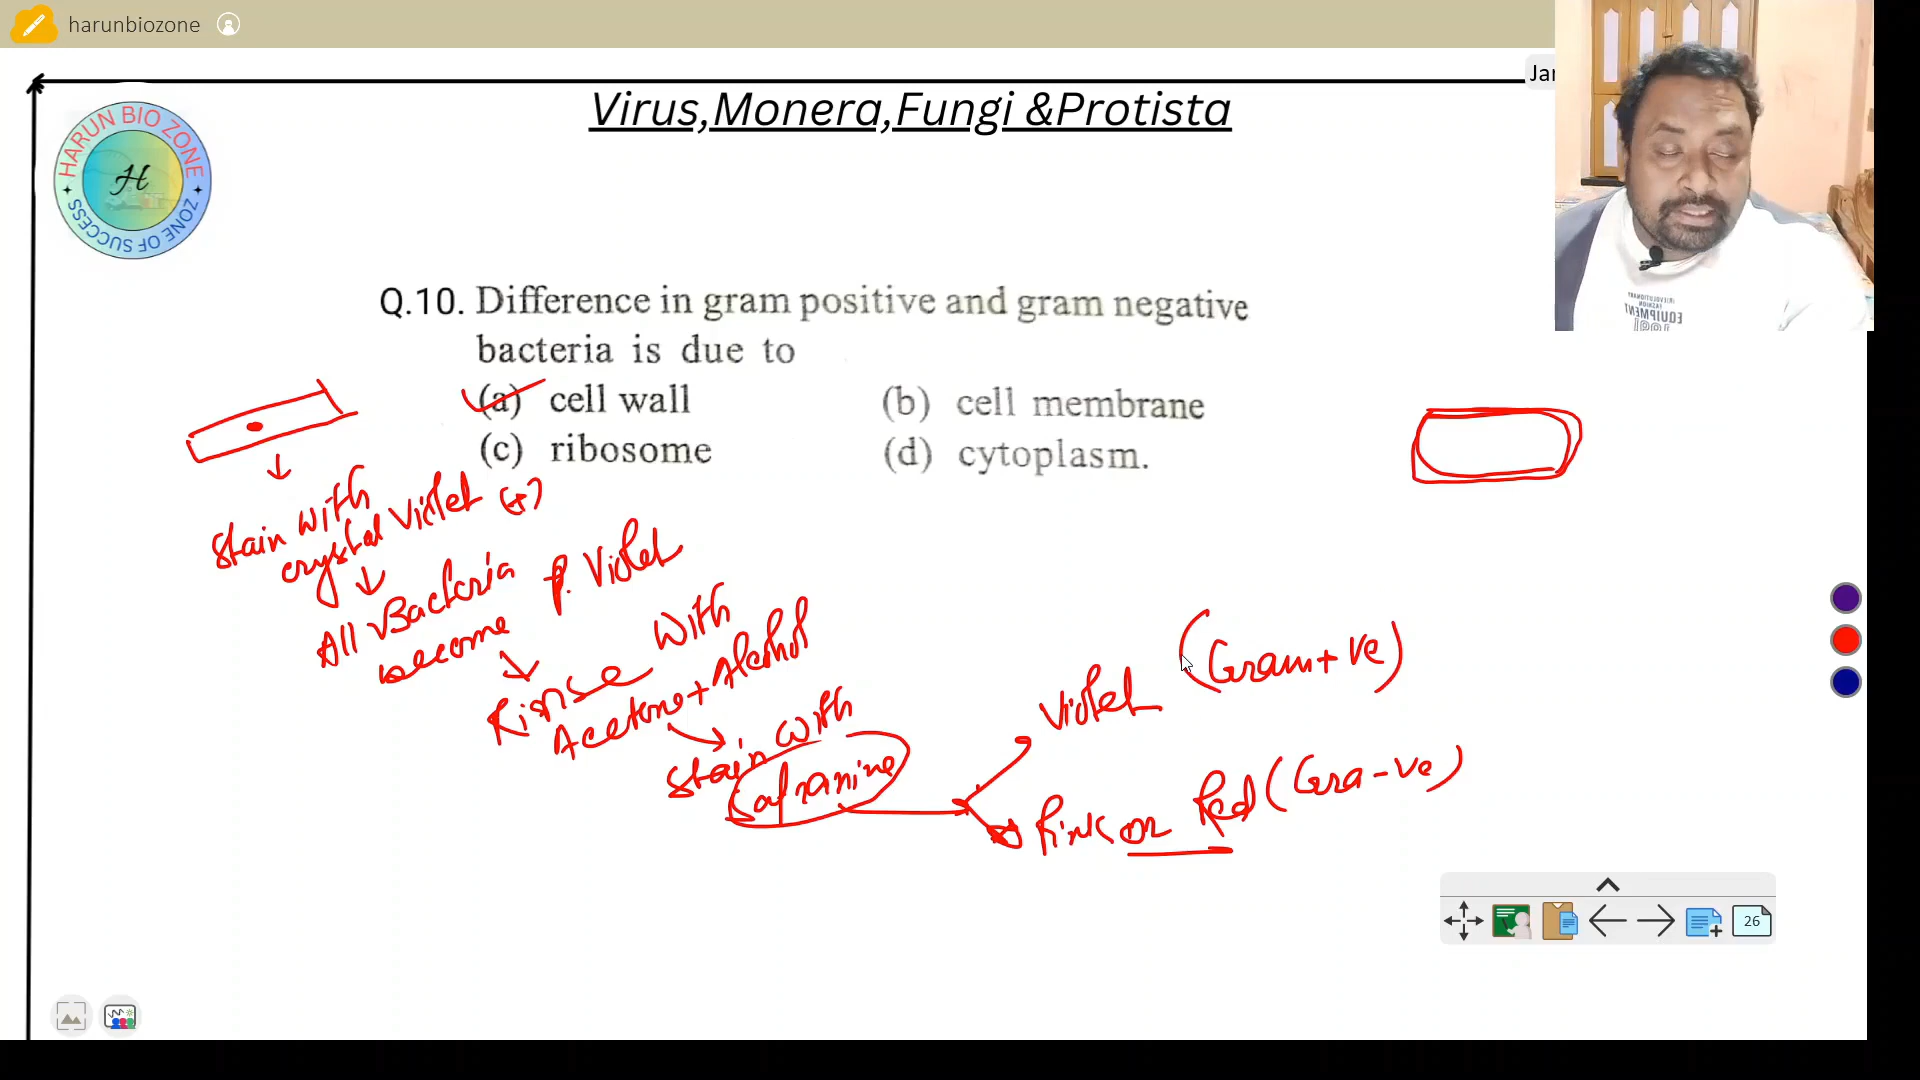 harunbiozone
Jan
Virus,Monera,Fungi &Protista
HARUN BIO ZONE
H
ZONE OF SUCCESS
Q.10. Difference in gram positive and gram negative
bacteria is due to
(a) cell wall
(b) cell membrane
(c) ribosome
(d) cytoplasm.
Stain with
crystal Violet (+)
All Bacteria
become p. Violet
Rinse With
Acetone + Alcohol
Stain With
Safranine
Violet (Gram+ve)
Pink or Red (Gra-ve)
EQUIPMENT
26